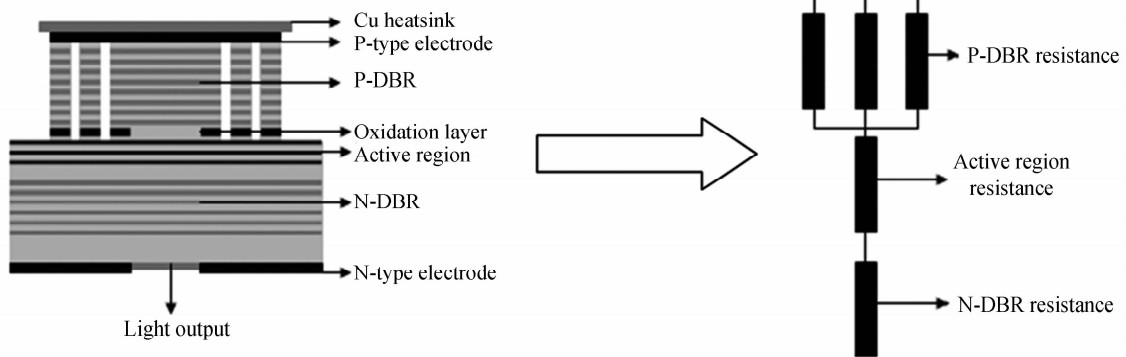 Cu heatsink
P-type electrode
P-DBR
Oxidation layer
Active region
N-DBR
N-type electrode
Light output
P-DBR resistance
Active region
resistance
N-DBR resistance